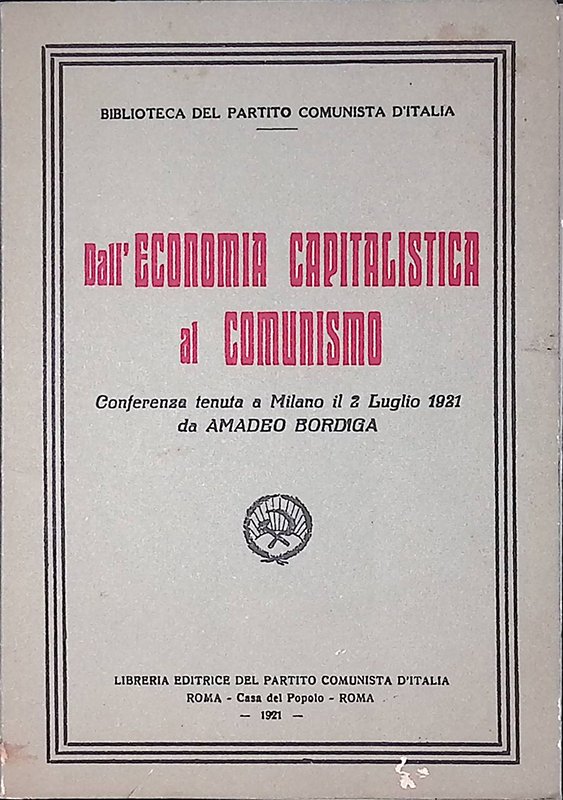 BIBLIOTECA DEL PARTITO COMUNISTA D'ITALIA
Dall' ECONOMIA CAPITALISTICA
al COMUNISMO
Conferenza tenuta a Milano il 2 Luglio 1921
da AMADEO BORDIGA
LIBRERIA EDITRICE DEL PARTITO COMUNISTA D'ITALIA
ROMA - Casa del Popolo - ROMA
— 1921 —